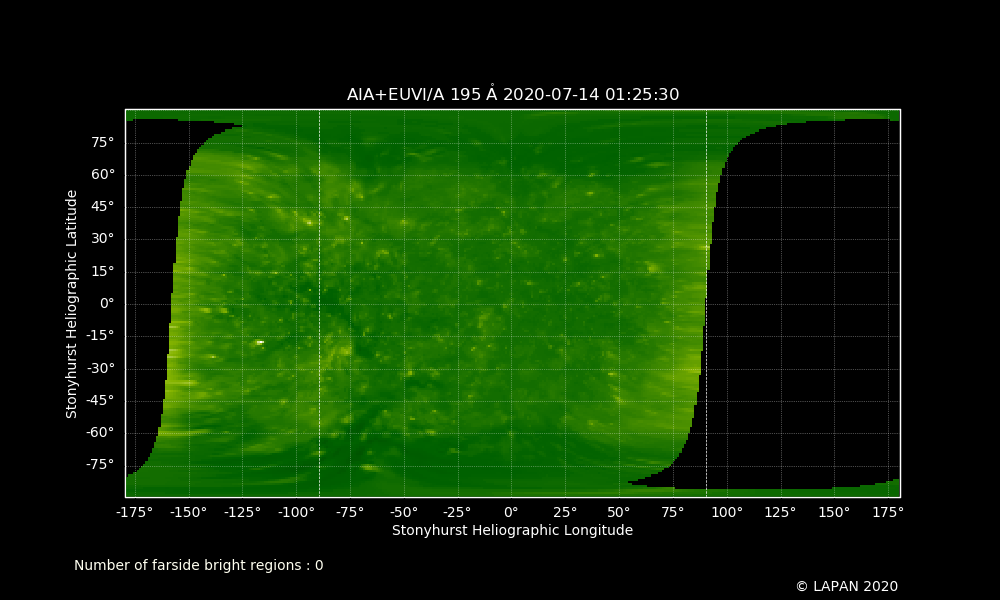 AIA+EUVI/A 195 Å 2020-07-14 01:25:30
Stonyhurst Heliographic Latitude
75°
60°
45°
30°
15°
0°
-15°
-30°
-45°
-60°
-75°
-175° -150° -125° -100° -75° -50° -25° 0° 25° 50° 75° 100° 125° 150° 175°
Stonyhurst Heliographic Longitude
Number of farside bright regions : 0
© LAPAN 2020